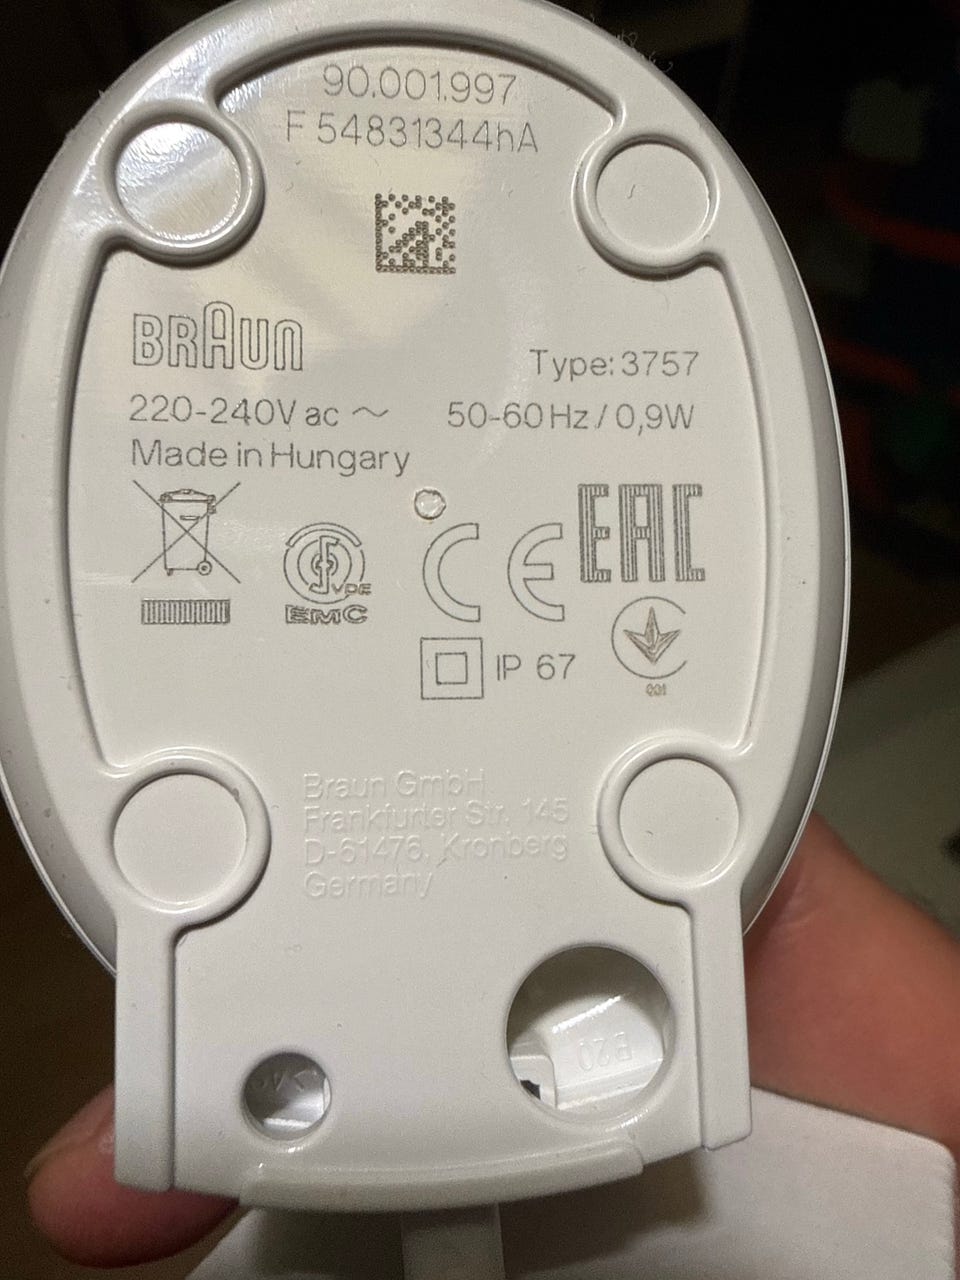 90.001.997
F 54831344hA
BRAUN
Type: 3757
220-240V ac ~ 50-60 Hz / 0,9W
Made in Hungary
VDE
EMC
CE
EAC
IP 67
001
Braun GmbH
Frankfurter Str. 145
D-61476, Kronberg
Germany
B20